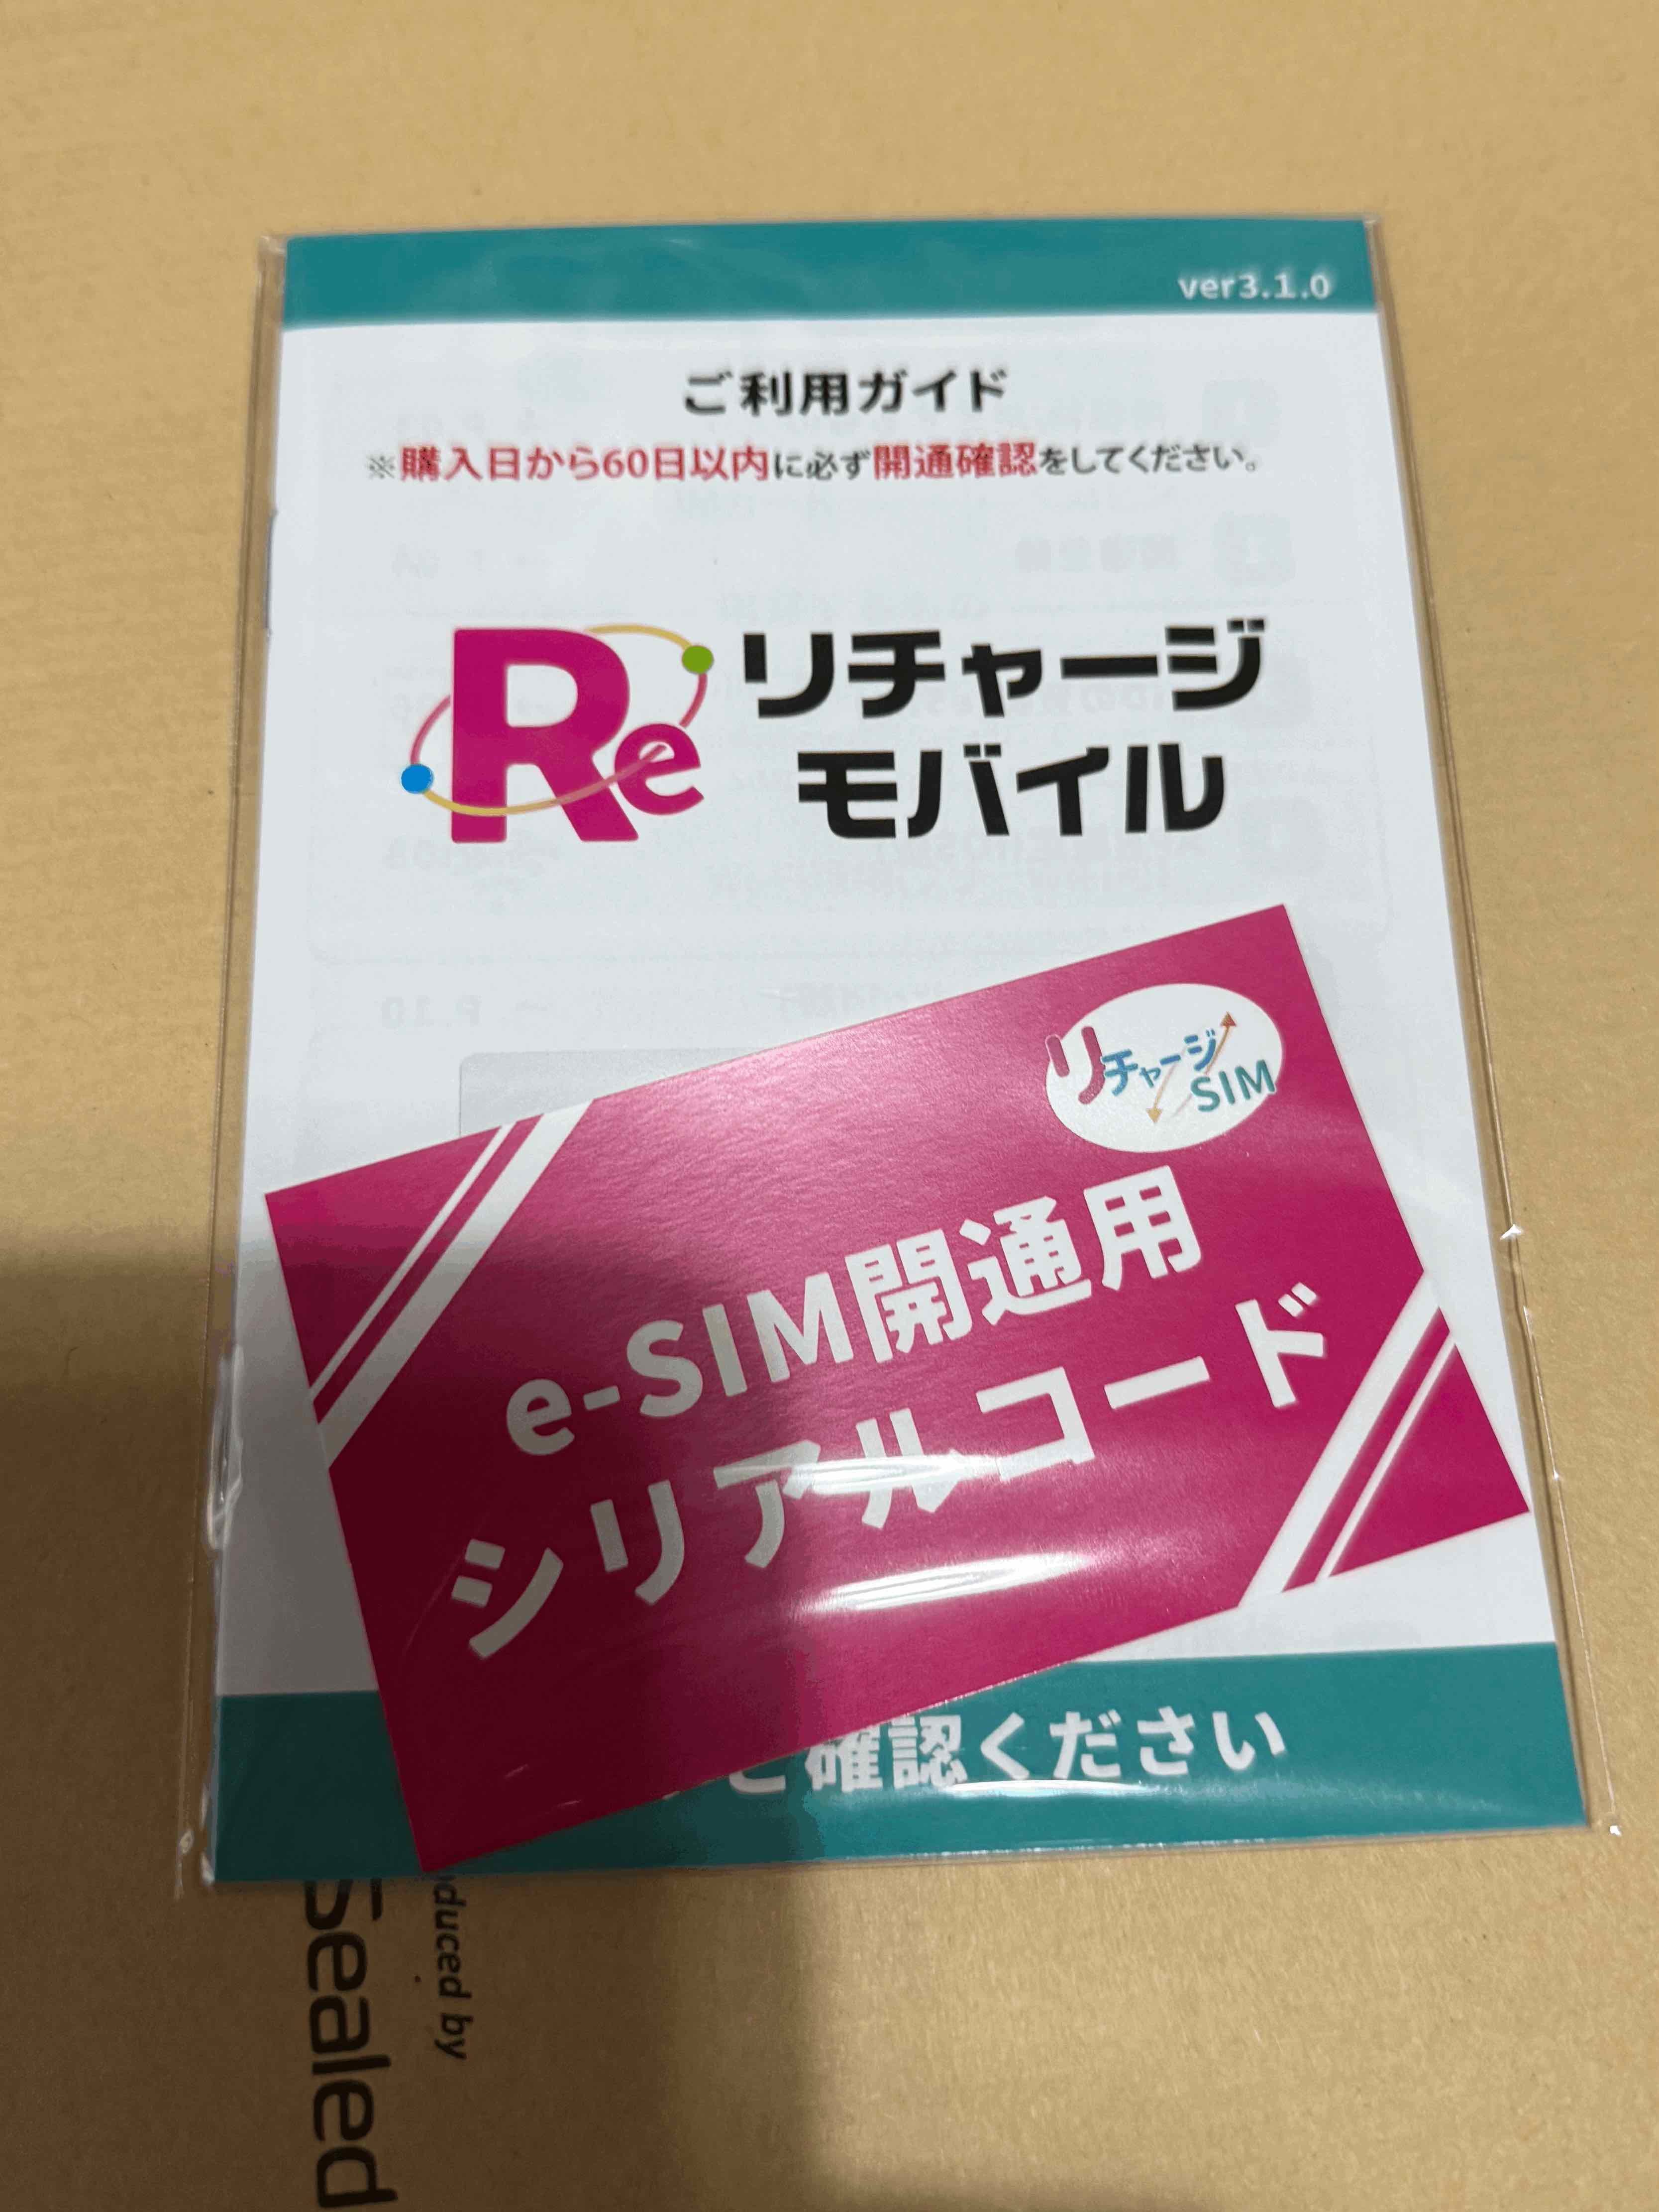 ver3.1.0
ご利用ガイド
※購入日から60日以内に必ず開通確認をしてください。
Re リチャージ
モバイル
リチャージ
SIM
e-SIM開通用
シリアルコード
ご確認ください
duced by
Sealed